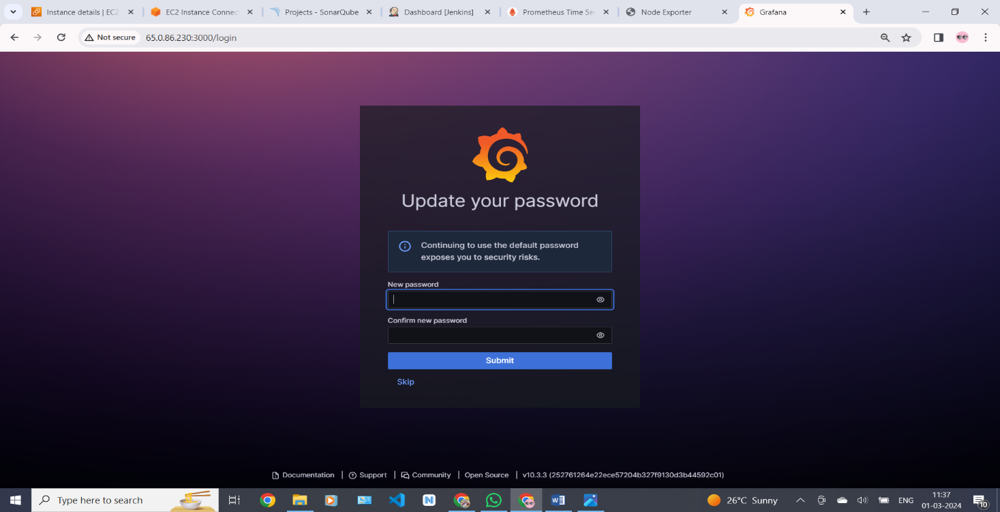 Instance details | EC2
EC2 Instance Connec
Projects - SonarQube
Dashboard [Jenkins]
Prometheus Time Se
Node Exporter
Grafana
Not secure
65.0.86.230:3000/login
Update your password
Continuing to use the default password
exposes you to security risks.
New password
Confirm new password
Submit
Skip
Documentation | Support | Community | Open Source | v10.3.3 (252761264e22ece57204b327f9130d3b44592c01)
Type here to search
26°C Sunny
ENG
11:37
01-03-2024
10